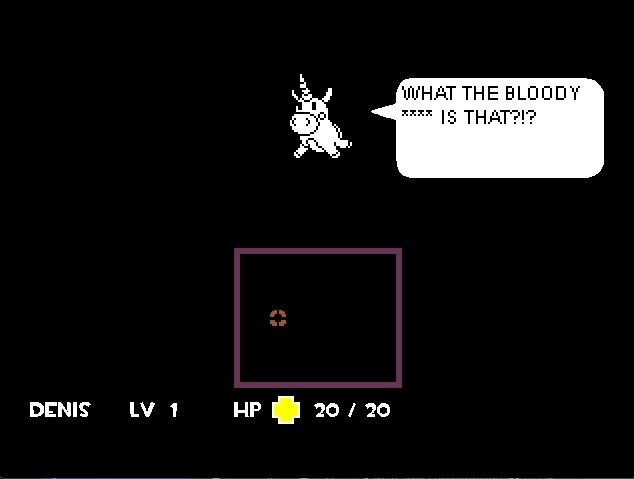 WHAT THE BLOODY
**** IS THAT?!?
DENIS LV 1 HP 20 / 20